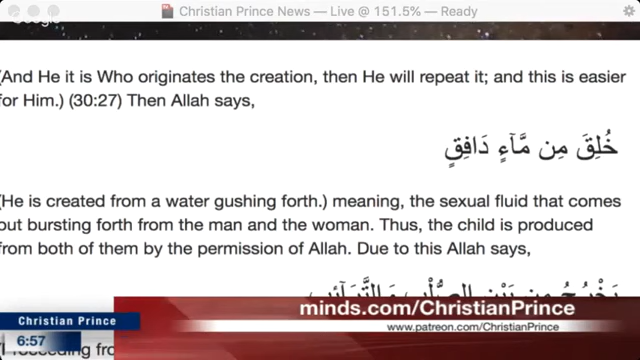 Christian Prince News — Live @ 151.5% — Ready
(And He it is Who originates the creation, then He will repeat it; and this is easier
for Him.) (30:27) Then Allah says,
خُلِقَ مِن مَّآءٍ دَافِقٍ
(He is created from a water gushing forth.) meaning, the sexual fluid that comes
out bursting forth from the man and the woman. Thus, the child is produced
from both of them by the permission of Allah. Due to this Allah says,
يَخْرُجُ مِن بَيْنِ الصُّلْبِ وَالتَّرَآئِبِ
minds.com/ChristianPrince
Christian Prince
www.patreon.com/ChristianPrince
6:57